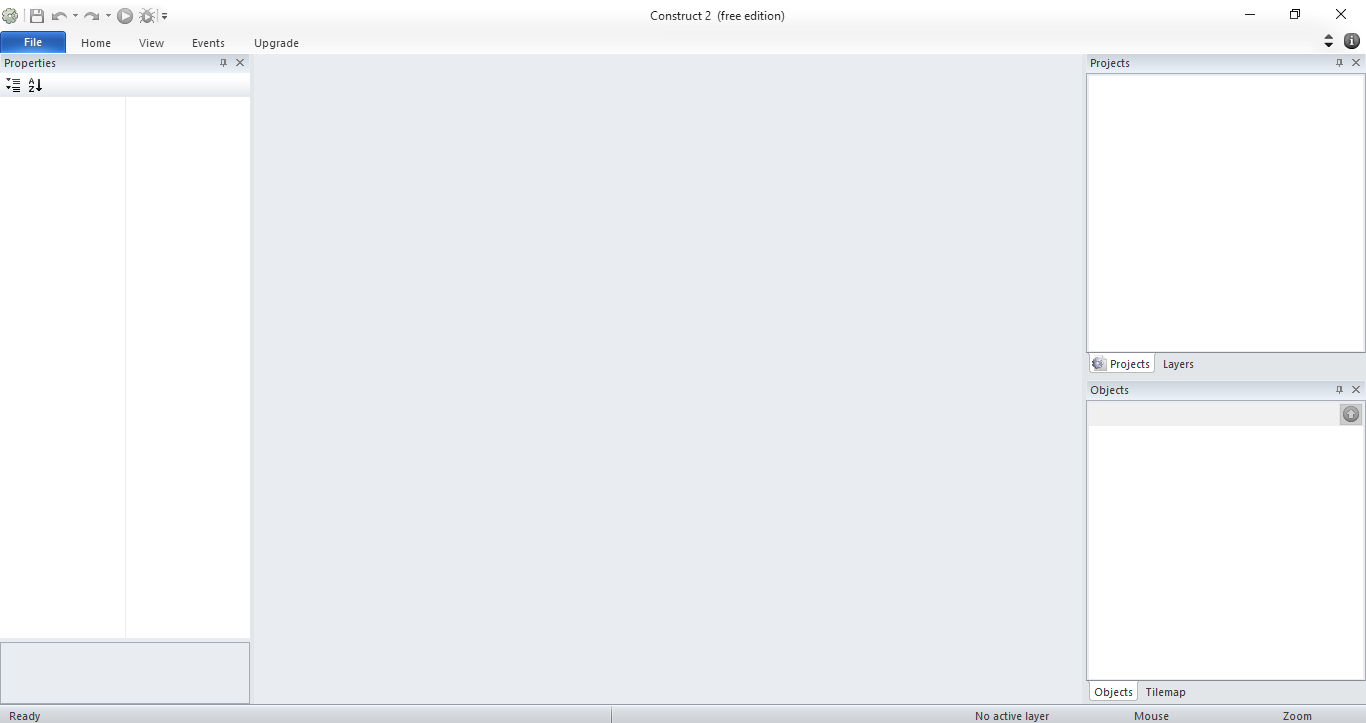 Construct 2 (free edition)
File Home View Events Upgrade
Properties
Projects
Projects Layers
Objects
Objects Tilemap
Ready No active layer Mouse Zoom